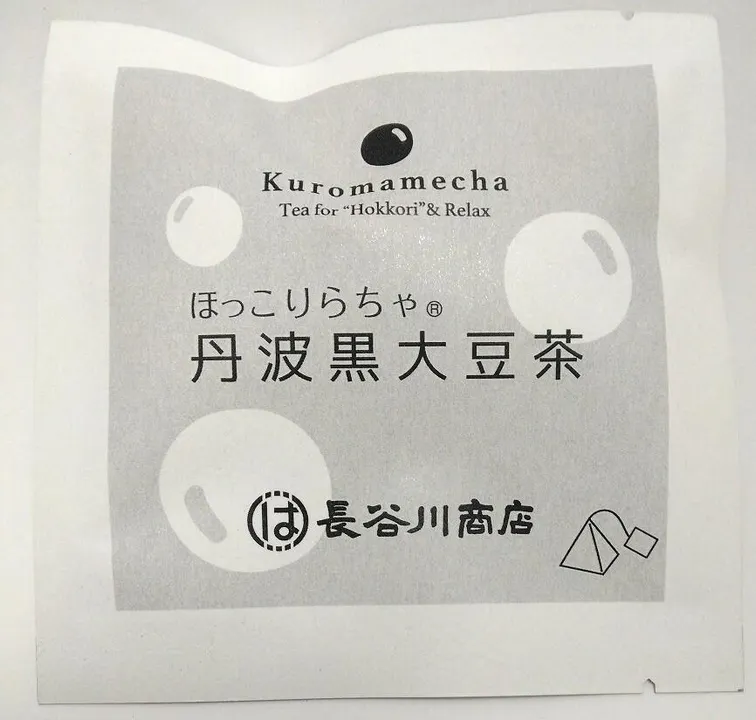 Kuromamecha
Tea for “Hokkori”& Relax
ほっこりらちゃ®
丹波黒大豆茶
は 長谷川商店